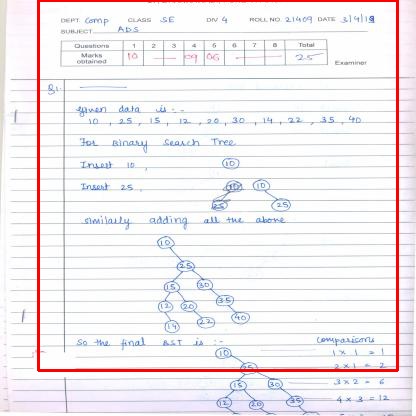 DEPT. Comp CLASS SE DIV 4 ROLL NO. 21409 DATE 3/4/19
SUBJECT ADS
Questions 1 2 3 4 5 6 7 8 Total
Marks obtained 10 09 06 25
Examiner
Q1.
Given data is :-
10, 25, 15, 12, 20, 30, 14, 22, 35, 40
For Binary Search Tree
Insert 10, 10
Insert 25, 10 10
25 25
similarly adding all the above
10
25
15 30
12 20 35
14 22 40
So the final BST is :- comparisons
10 1 x 1 = 1
25 2 x 1 = 2
15 30 3 x 2 = 6
12 20 35 4 x 3 = 12